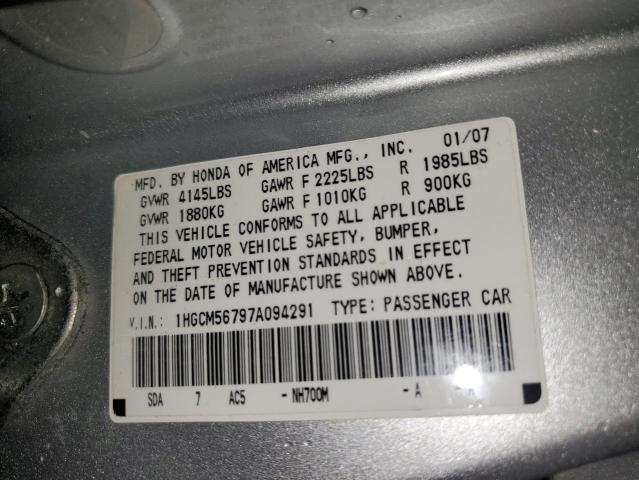 MFD. BY HONDA OF AMERICA MFG., INC. 01/07
GVWR 4145LBS GAWR F 2225LBS R 1985LBS
GVWR 1880KG GAWR F 1010KG R 900KG
THIS VEHICLE CONFORMS TO ALL APPLICABLE
FEDERAL MOTOR VEHICLE SAFETY, BUMPER,
AND THEFT PREVENTION STANDARDS IN EFFECT
ON THE DATE OF MANUFACTURE SHOWN ABOVE.
V.I.N.: 1HGCM56797A094291 TYPE: PASSENGER CAR
SDA 7 AC5 - NH700M - A